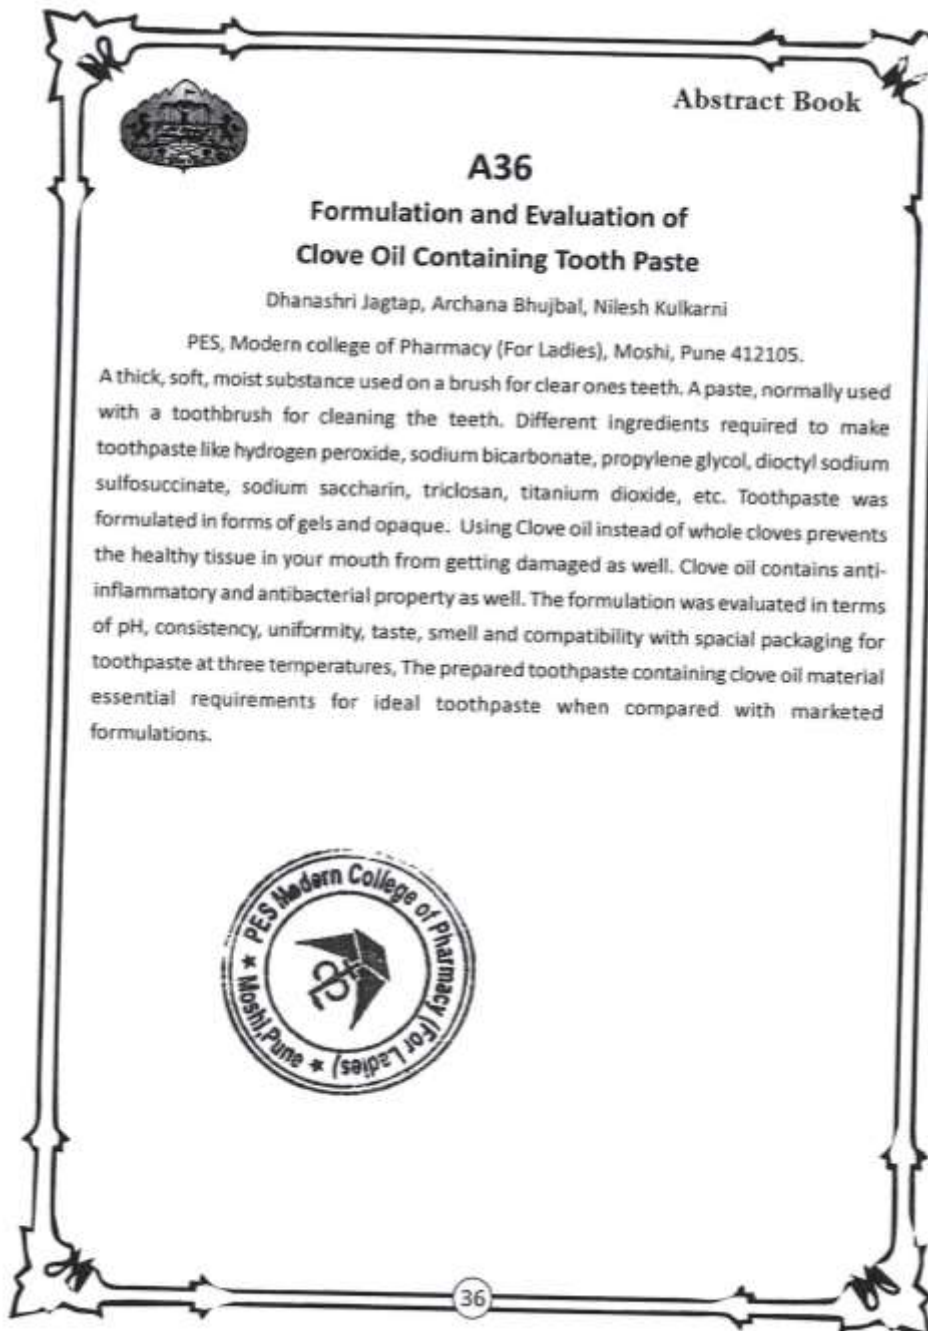 Abstract Book
A36
Formulation and Evaluation of
Clove Oil Containing Tooth Paste
Dhanashri Jagtap, Archana Bhujbal, Nilesh Kulkarni
PES, Modern college of Pharmacy (For Ladies), Moshi, Pune 412105.
A thick, soft, moist substance used on a brush for clear ones teeth. A paste, normally used
with a toothbrush for cleaning the teeth. Different ingredients required to make
toothpaste like hydrogen peroxide, sodium bicarbonate, propylene glycol, dioctyl sodium
sulfosuccinate, sodium saccharin, triclosan, titanium dioxide, etc. Toothpaste was
formulated in forms of gels and opaque. Using Clove oil instead of whole cloves prevents
the healthy tissue in your mouth from getting damaged as well. Clove oil contains anti-
inflammatory and antibacterial property as well. The formulation was evaluated in terms
of pH, consistency, uniformity, taste, smell and compatibility with spacial packaging for
toothpaste at three temperatures, The prepared toothpaste containing clove oil material
essential requirements for ideal toothpaste when compared with marketed
formulations.
PES Modern College of Pharmacy (For Ladies)
Moshi, Pune
36